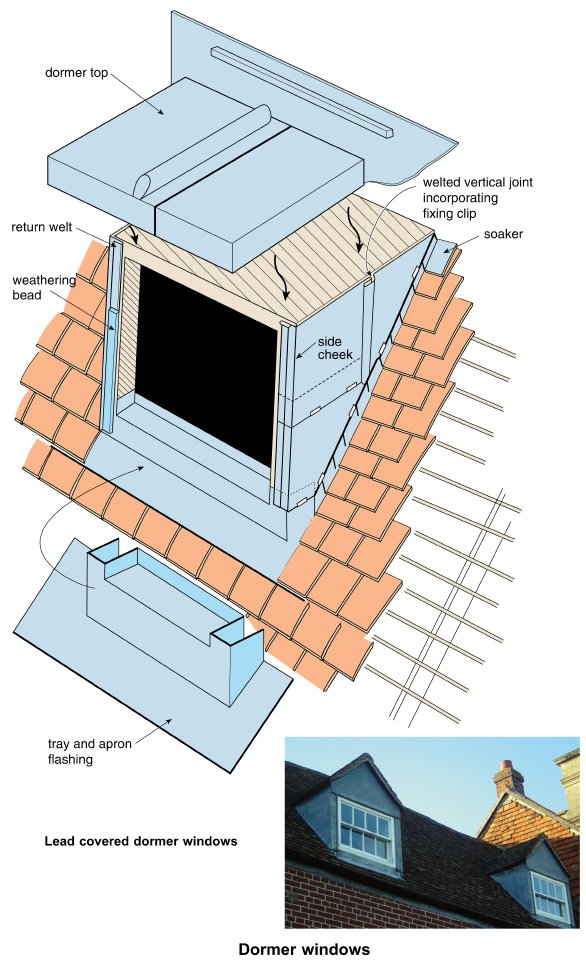 dormer top
welted vertical joint
incorporating
fixing clip
return welt
soaker
weathering
bead
side
cheek
tray and apron
flashing
Lead covered dormer windows
Dormer windows